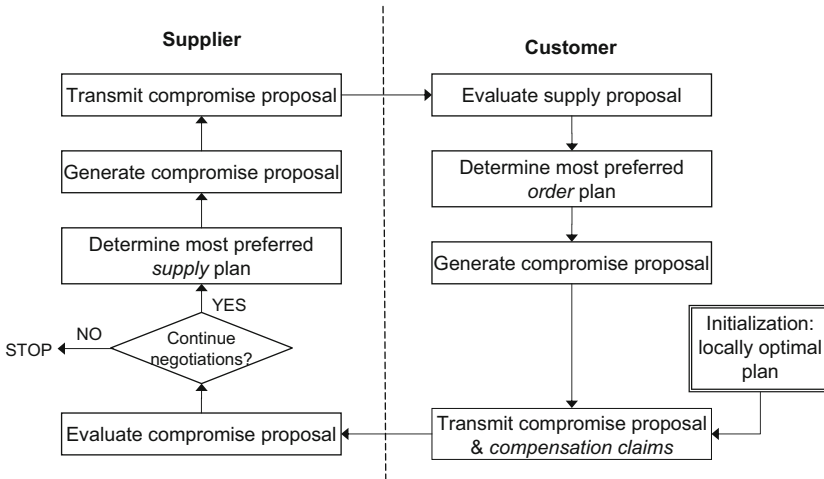 Supplier
Customer
Transmit compromise proposal
Evaluate supply proposal
Generate compromise proposal
Determine most preferred
order plan
Determine most preferred
supply plan
Generate compromise proposal
YES
NO
STOP
Continue
negotiations?
Initialization:
locally optimal
plan
Evaluate compromise proposal
Transmit compromise proposal
& compensation claims